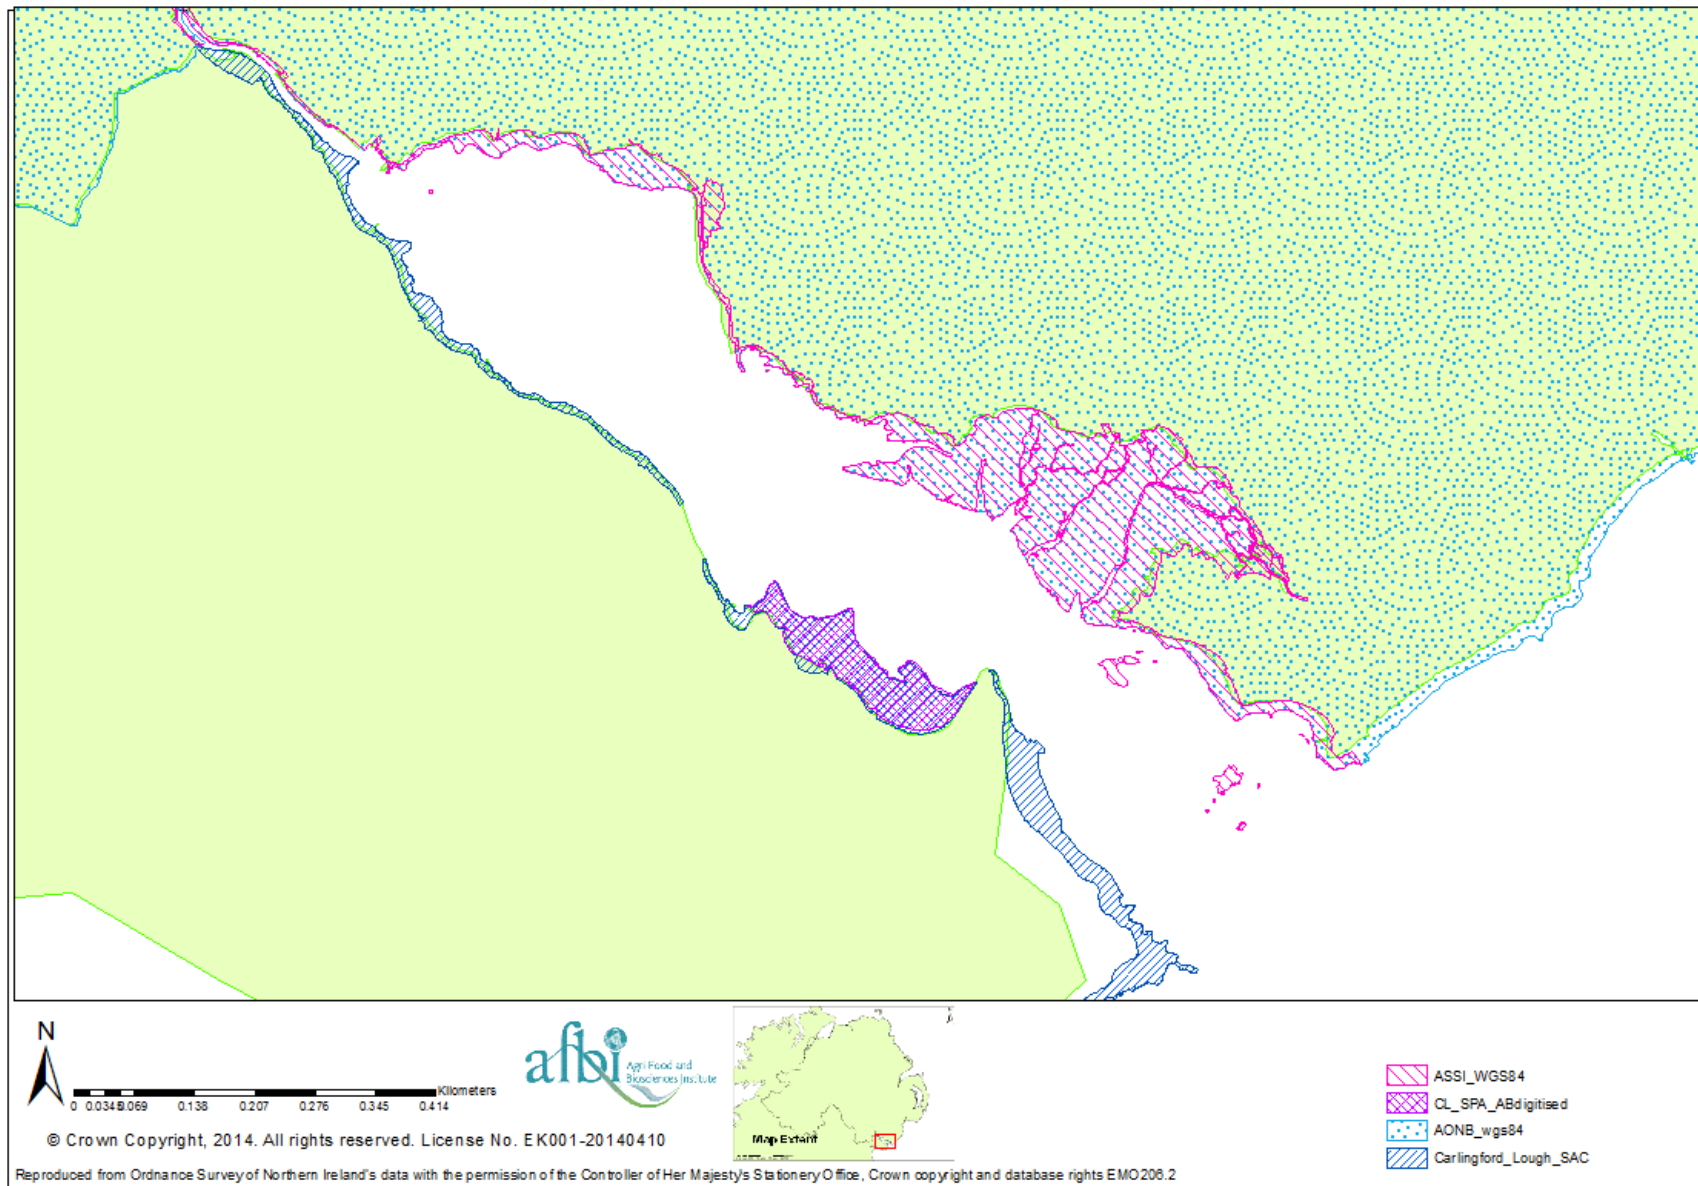 N
Kilometers
0 0.0345 0.069 0.138 0.207 0.276 0.345 0.414
afbi Agri Food and
Biosciences Institute
Map Extent
ASSI_WGS84
CL_SPA_ABdigitised
AONB_wgs84
Carlingford_Lough_SAC
© Crown Copyright, 2014. All rights reserved. License No. EK001-20140410
Reproduced from Ordnance Survey of Northern Ireland's data with the permission of the Controller of Her Majesty's Stationery Office, Crown copyright and database rights EMO206.2